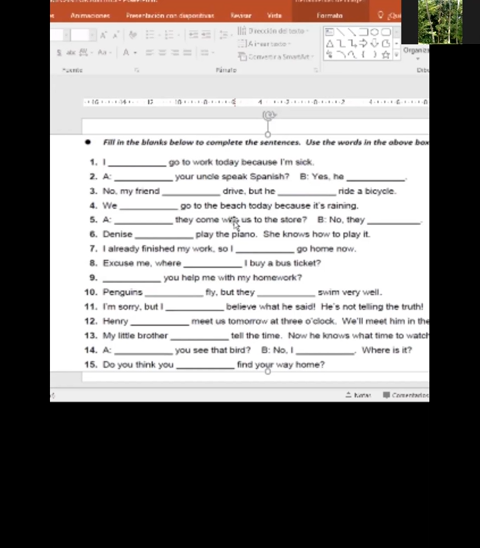 Animaciones Presentación con diapositivas Revisar Vista Formato
Dirección del texto
Alinear texto
Convertir a SmartArt
Organizar
Fuente Párrafo
● Fill in the blanks below to complete the sentences. Use the words in the above box
1. I __________ go to work today because I'm sick.
2. A: __________ your uncle speak Spanish? B: Yes, he __________.
3. No, my friend __________ drive, but he __________ ride a bicycle.
4. We __________ go to the beach today because it's raining.
5. A: __________ they come with us to the store? B: No, they __________.
6. Denise __________ play the piano. She knows how to play it.
7. I already finished my work, so I __________ go home now.
8. Excuse me, where __________ I buy a bus ticket?
9. __________ you help me with my homework?
10. Penguins __________ fly, but they __________ swim very well.
11. I'm sorry, but I __________ believe what he said! He's not telling the truth!
12. Henry __________ meet us tomorrow at three o'clock. We'll meet him in the
13. My little brother __________ tell the time. Now he knows what time to watch
14. A: __________ you see that bird? B: No, I __________. Where is it?
15. Do you think you __________ find your way home?
Notas Comentarios